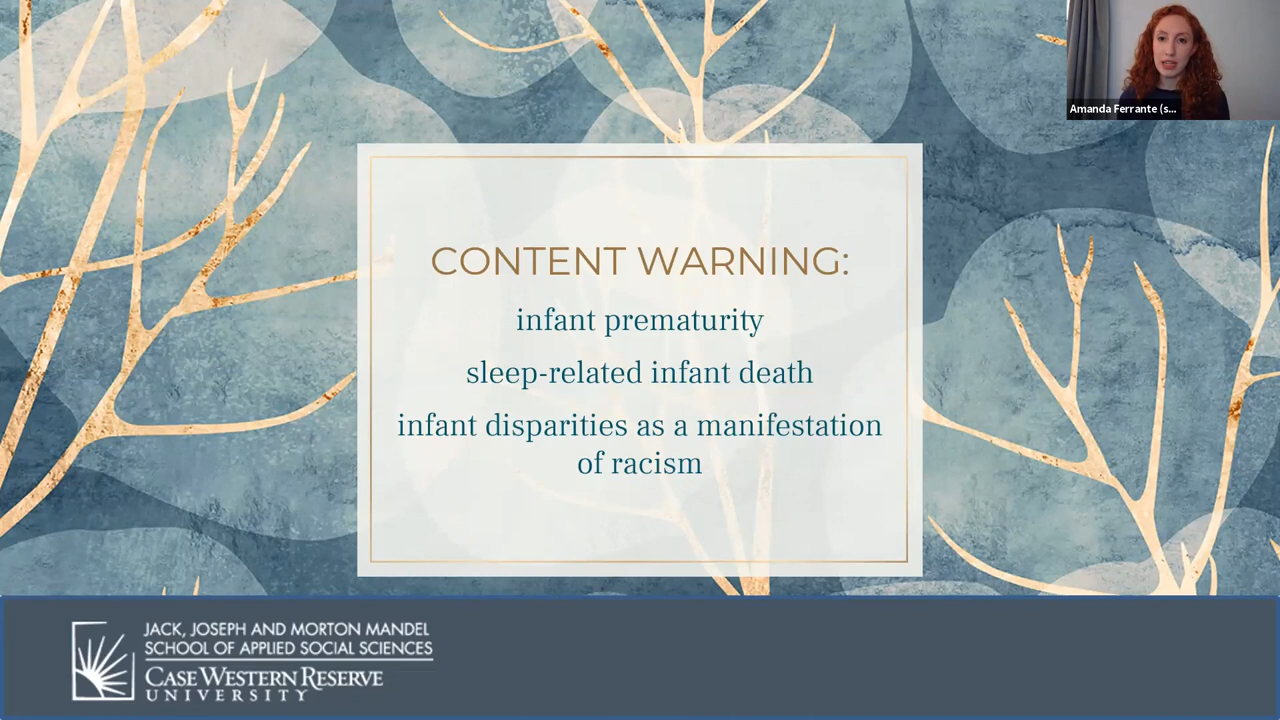 Amanda Ferrante (s...
CONTENT WARNING:
infant prematurity
sleep-related infant death
infant disparities as a manifestation
of racism
JACK, JOSEPH AND MORTON MANDEL
SCHOOL OF APPLIED SOCIAL SCIENCES
CASE WESTERN RESERVE
UNIVERSITY